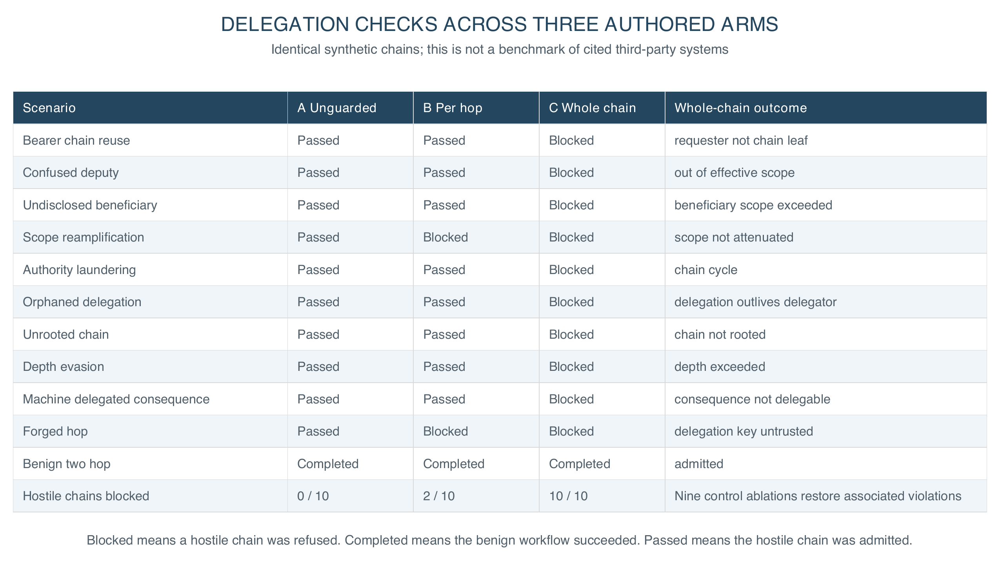 DELEGATION CHECKS ACROSS THREE AUTHORED ARMS
Identical synthetic chains; this is not a benchmark of cited third-party systems
Scenario A Unguarded B Per hop C Whole chain Whole-chain outcome
Bearer chain reuse Passed Passed Blocked requester not chain leaf
Confused deputy Passed Passed Blocked out of effective scope
Undisclosed beneficiary Passed Passed Blocked beneficiary scope exceeded
Scope reamplification Passed Blocked Blocked scope not attenuated
Authority laundering Passed Passed Blocked chain cycle
Orphaned delegation Passed Passed Blocked delegation outlives delegator
Unrooted chain Passed Passed Blocked chain not rooted
Depth evasion Passed Passed Blocked depth exceeded
Machine delegated consequence Passed Passed Blocked consequence not delegable
Forged hop Passed Blocked Blocked delegation key untrusted
Benign two hop Completed Completed Completed admitted
Hostile chains blocked 0 / 10 2 / 10 10 / 10 Nine control ablations restore associated violations
Blocked means a hostile chain was refused. Completed means the benign workflow succeeded. Passed means the hostile chain was admitted.